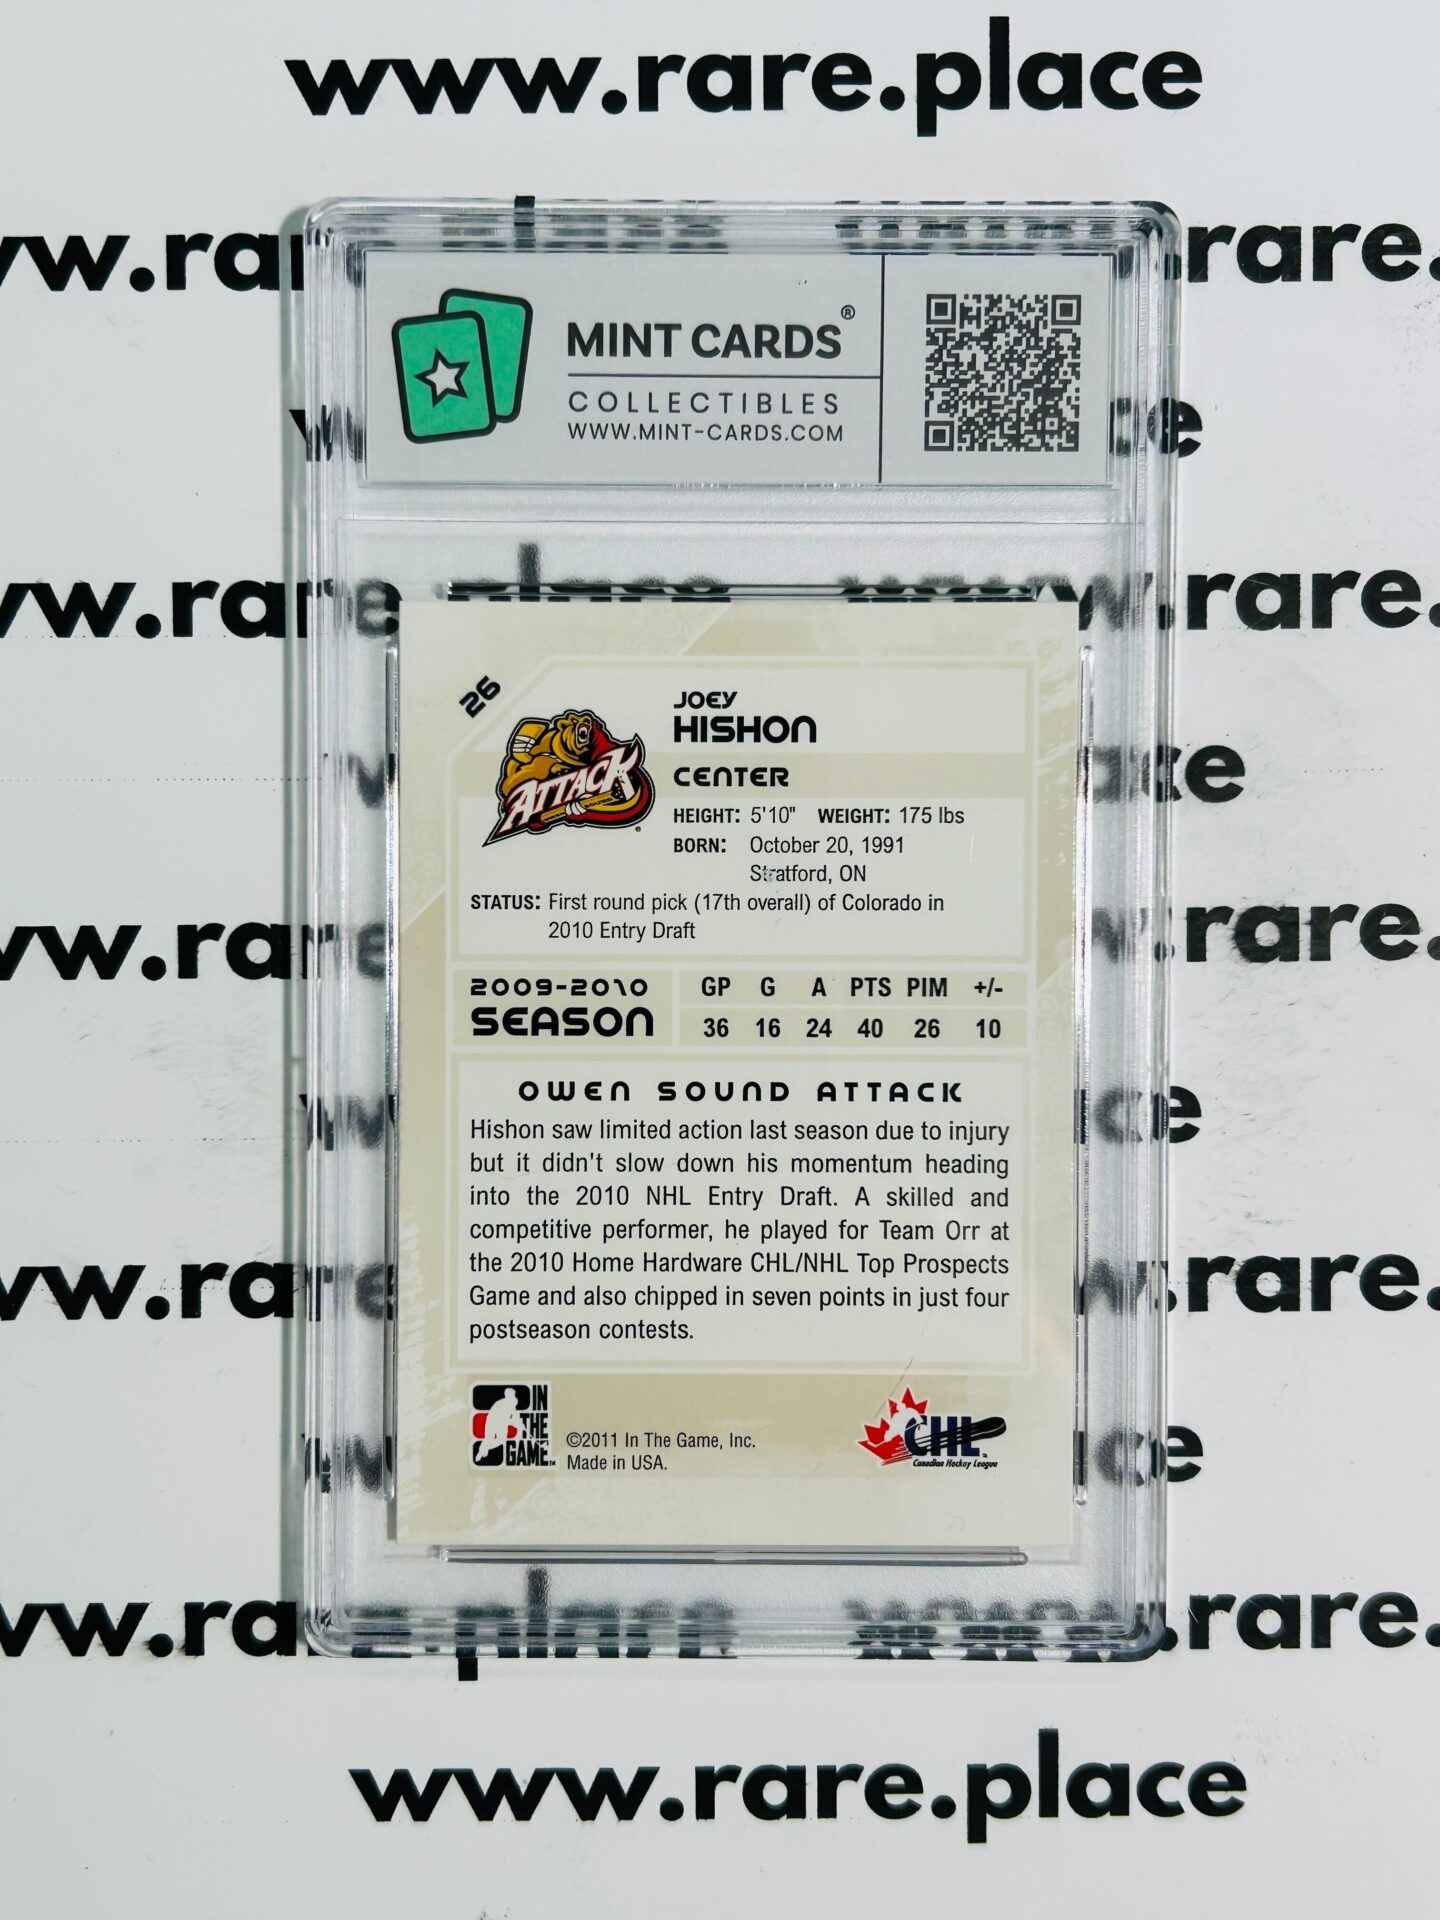 www.rare.place
MINT CARDS®
COLLECTIBLES
WWW.MINT-CARDS.COM
26
ATTACK
JOEY
HISHON
CENTER
HEIGHT: 5'10" WEIGHT: 175 lbs
BORN: October 20, 1991
Stratford, ON
STATUS: First round pick (17th overall) of Colorado in
2010 Entry Draft
2009-2010
SEASON
GP G A PTS PIM +/-
36 16 24 40 26 10
OWEN SOUND ATTACK
Hishon saw limited action last season due to injury
but it didn't slow down his momentum heading
into the 2010 NHL Entry Draft. A skilled and
competitive performer, he played for Team Orr at
the 2010 Home Hardware CHL/NHL Top Prospects
Game and also chipped in seven points in just four
postseason contests.
IN
THE
GAME
©2011 In The Game, Inc.
Made in USA.
CHL
Canadian Hockey League
www.rare.place